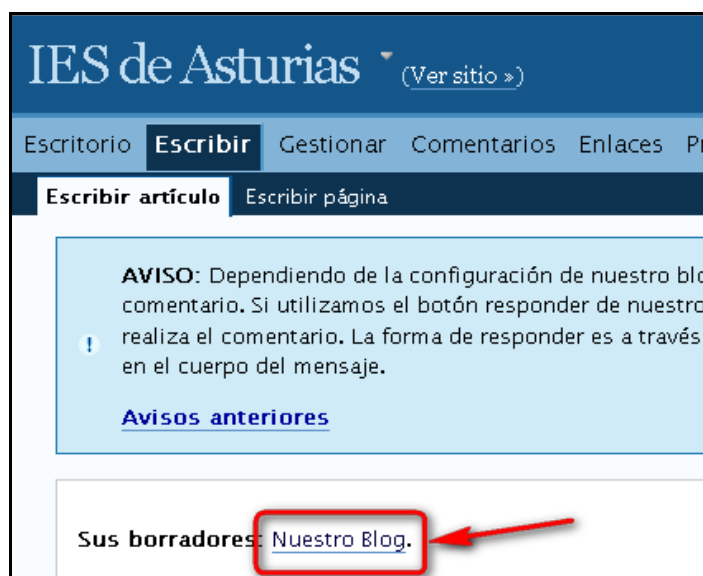 IES de Asturias (Ver sitio »)
Escritorio Escribir Gestionar Comentarios Enlaces
Escribir artículo Escribir página
AVISO: Dependiendo de la configuración de nuestro
comentario. Si utilizamos el botón responder de nuestro
realiza el comentario. La forma de responder es a través
en el cuerpo del mensaje.
Avisos anteriores
Sus borradores: Nuestro Blog.